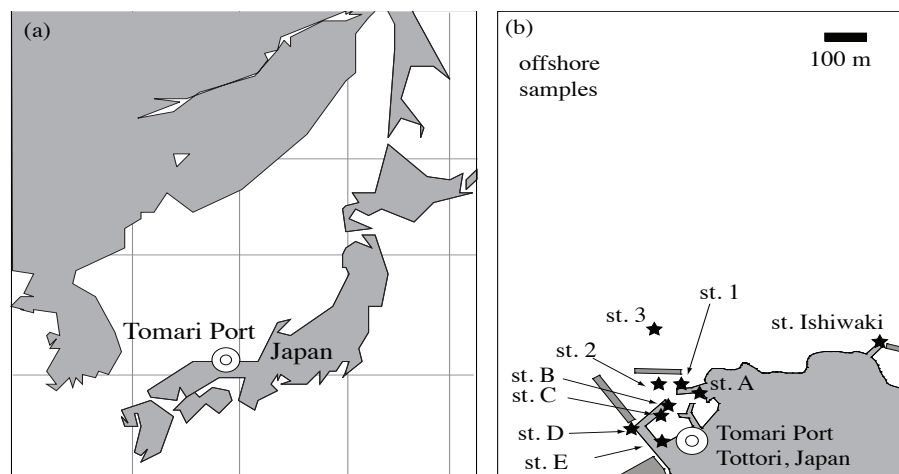 (a)
Tomari Port
Japan
(b)
100 m
offshore
samples
st. 1
st. 3
st. Ishiwaki
st. 2
st. A
st. B
st. C
st. D
st. E
Tomari Port
Tottori, Japan